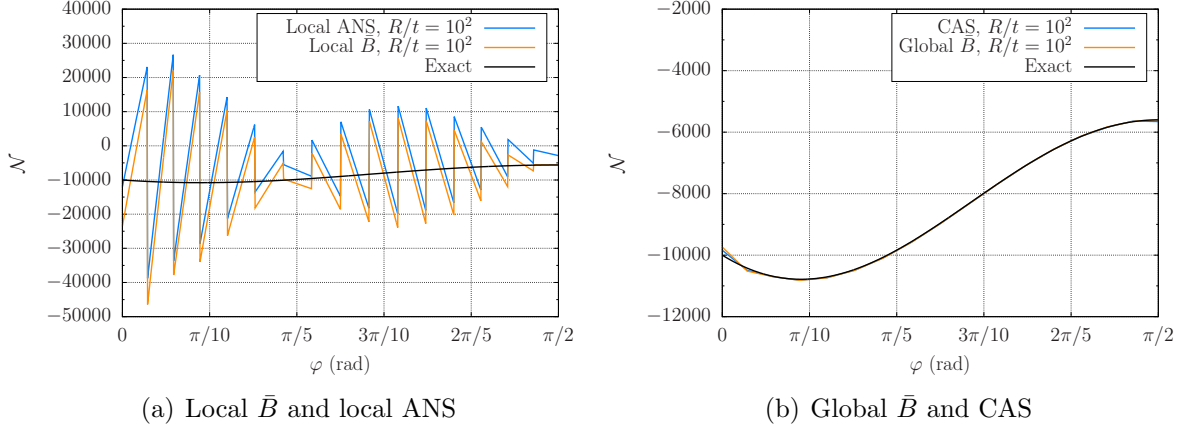 40000
30000
20000
10000
0
−10000
−20000
−30000
−40000
−50000
𝒩
Local ANS, R/t = 10²
Local B̄, R/t = 10²
Exact
0
π/10
π/5
3π/10
2π/5
π/2
φ (rad)
(a) Local B̄ and local ANS
−2000
−4000
−6000
−8000
−10000
−12000
𝒩
CAS, R/t = 10²
Global B̄, R/t = 10²
Exact
0
π/10
π/5
3π/10
2π/5
π/2
φ (rad)
(b) Global B̄ and CAS